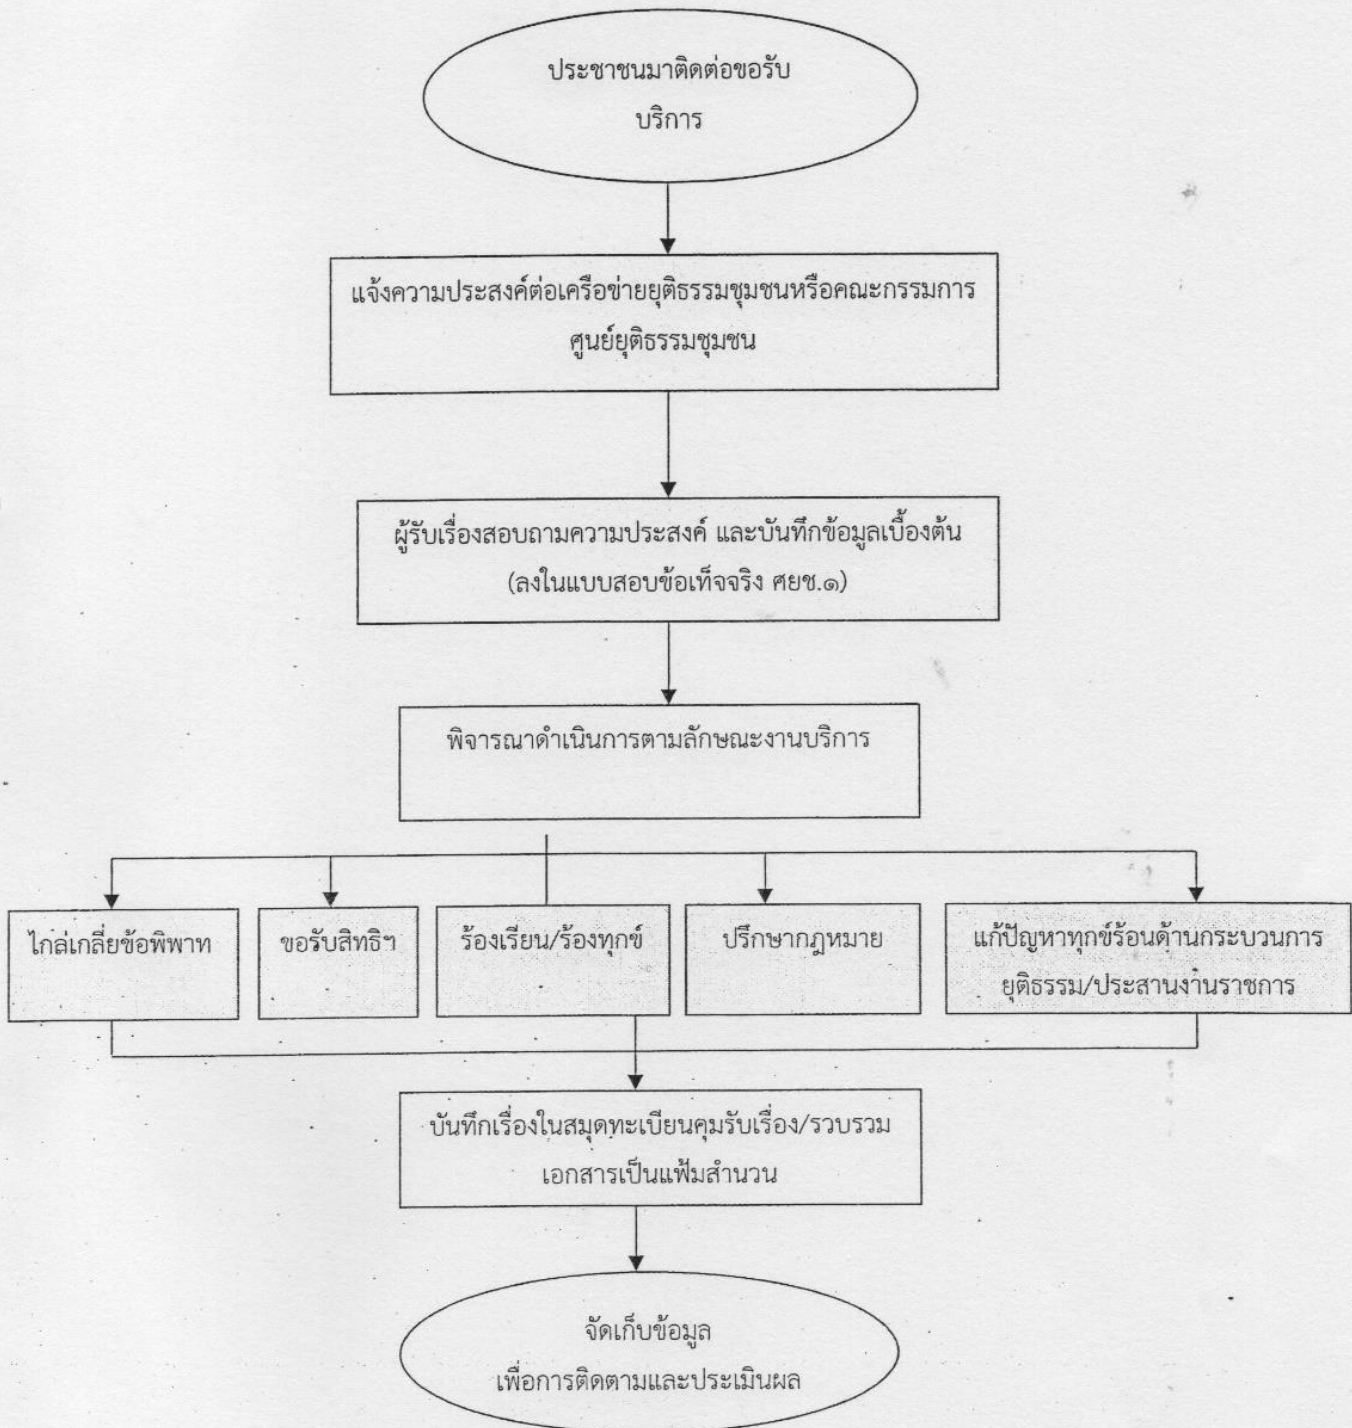 ประชาชนมาติดต่อขอรับ
บริการ
แจ้งความประสงค์ต่อเครือข่ายยุติธรรมชุมชนหรือคณะกรรมการ
ศูนย์ยุติธรรมชุมชน
ผู้รับเรื่องสอบถามความประสงค์ และบันทึกข้อมูลเบื้องต้น
(ลงในแบบสอบข้อเท็จจริง ศยช.๑)
พิจารณาดำเนินการตามลักษณะงานบริการ
ไกล่เกลี่ยข้อพิพาท
ขอรับสิทธิฯ
ร้องเรียน/ร้องทุกข์
ปรึกษากฎหมาย
แก้ปัญหาทุกข์ร้อนด้านกระบวนการ
ยุติธรรม/ประสานงานราชการ
บันทึกเรื่องในสมุดทะเบียนคุมรับเรื่อง/รวบรวม
เอกสารเป็นแฟ้มสำนวน
จัดเก็บข้อมูล
เพื่อการติดตามและประเมินผล